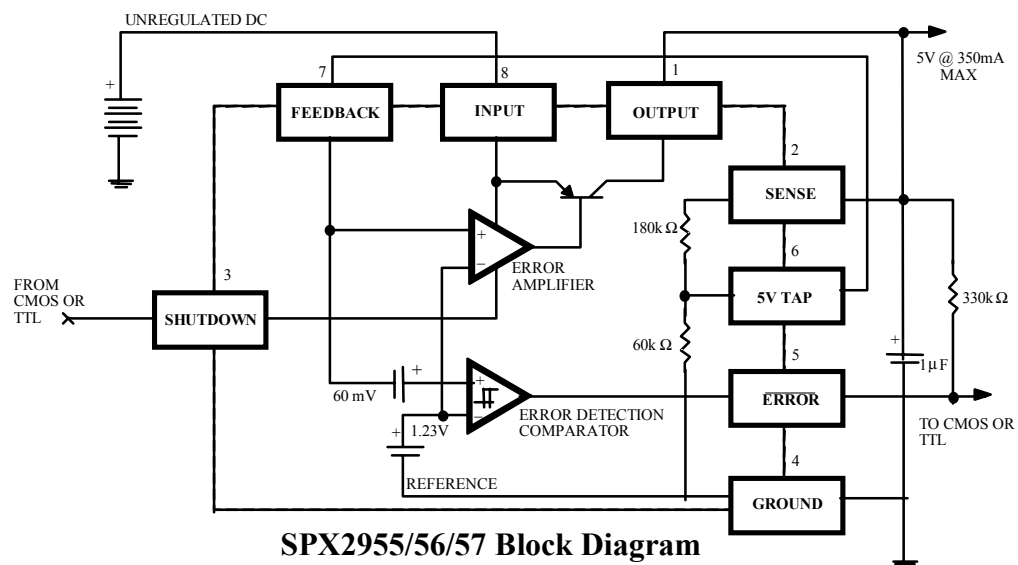 UNREGULATED DC
+
7
8
1
5V @ 350mA
MAX
FEEDBACK
INPUT
OUTPUT
2
SENSE
180k Ω
+
−
ERROR
AMPLIFIER
6
5V TAP
330k Ω
FROM
CMOS OR
TTL
3
SHUTDOWN
60k Ω
5
+
1µF
60 mV
+
+
−
ERROR DETECTION
COMPARATOR
ERROR
TO CMOS OR
TTL
+
1.23V
REFERENCE
4
GROUND
SPX2955/56/57 Block Diagram